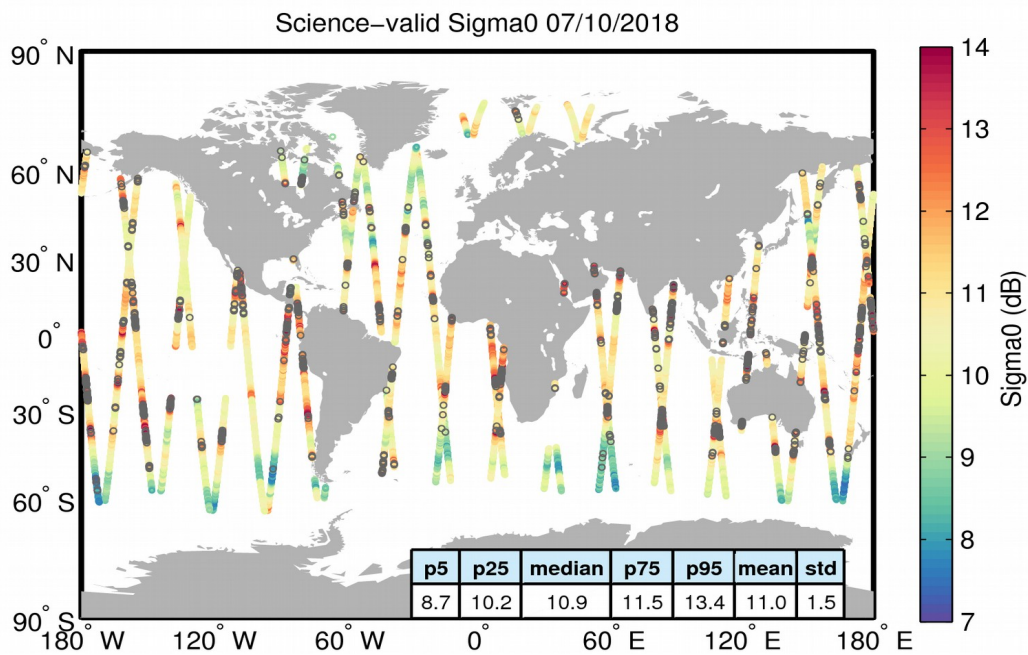 Science−valid Sigma0 07/10/2018
90° N
60° N
30° N
0°
30° S
60° S
90° S
180° W
120° W
60° W
0°
60° E
120° E
180° E
p5 p25 median p75 p95 mean std
8.7 10.2 10.9 11.5 13.4 11.0 1.5
14
13
12
11
10
9
8
7
Sigma0 (dB)